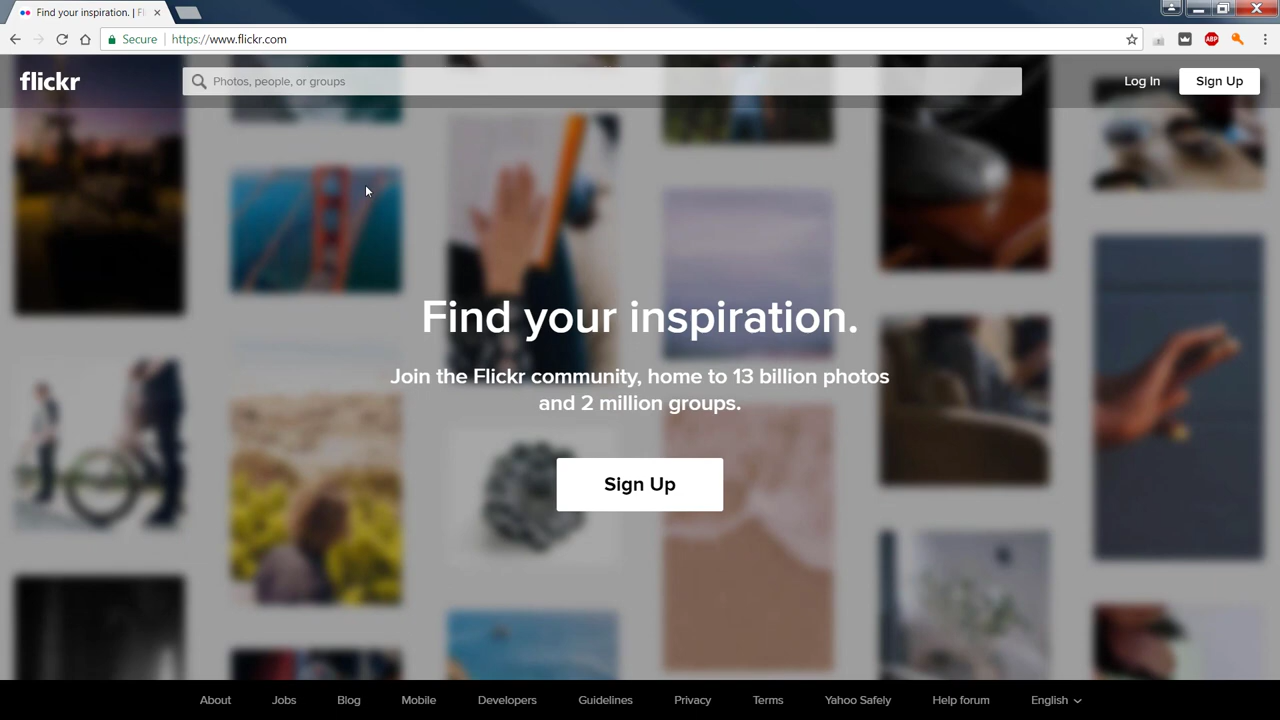 Find your inspiration. | Fl
Secure
https://www.flickr.com
ABP
flickr
Photos, people, or groups
Log In
Sign Up
Find your inspiration.
Join the Flickr community, home to 13 billion photos
and 2 million groups.
Sign Up
About
Jobs
Blog
Mobile
Developers
Guidelines
Privacy
Terms
Yahoo Safely
Help forum
English